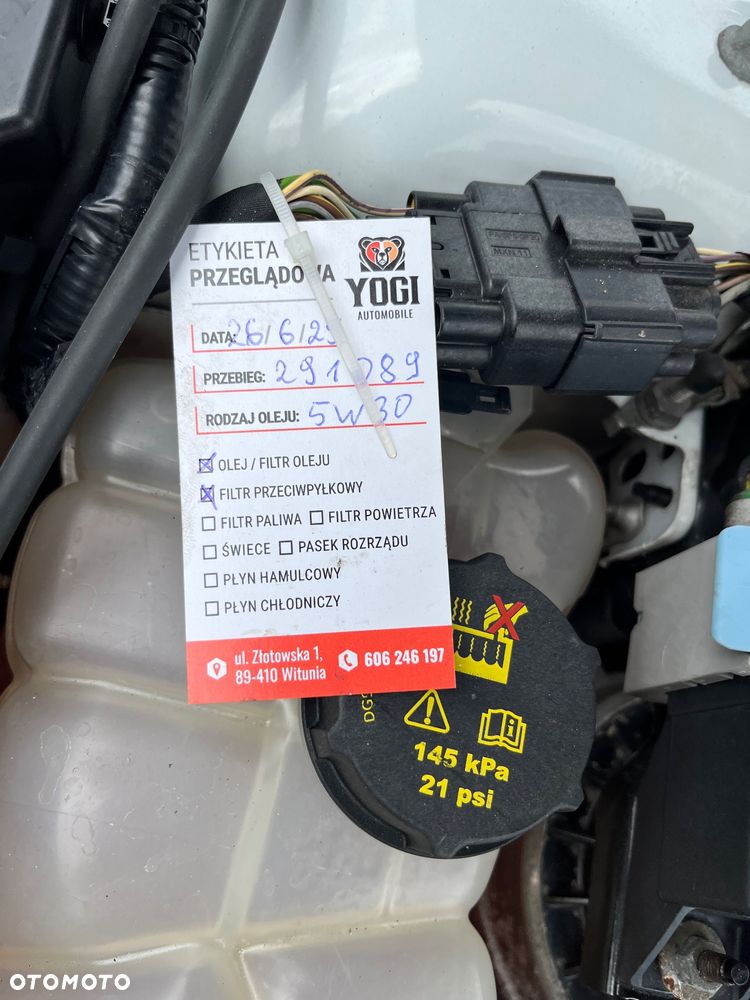 ETYKIETA
PRZEGLĄDOWA
YOGI
AUTOMOBILE
DATĄ: 26/6/25
PRZEBIEG: 291089
RODZAJ OLEJU: 5W30
OLEJ / FILTR OLEJU
FILTR PRZECIWPYŁKOWY
FILTR PALIWA FILTR POWIETRZA
ŚWIECE PASEK ROZRZĄDU
PŁYN HAMULCOWY
PŁYN CHŁODNICZY
ul. Złotowska 1,
89-410 Witunia
606 246 197
145 kPa
21 psi
OTOMOTO